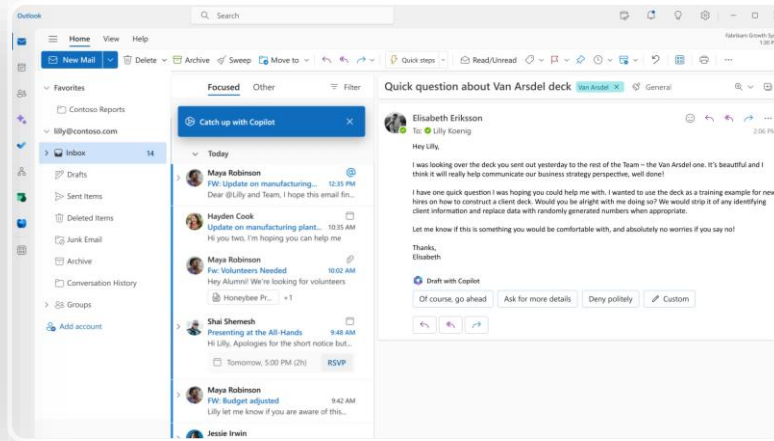 Outlook
Search
Home View Help
New Mail Delete Archive Sweep Move to Quick steps Read/Unread
Favorites
Contoso Reports
lilly@contoso.com
Inbox 14
Drafts
Sent Items
Deleted Items
Junk Email
Archive
Conversation History
Groups
Add account
Focused Other Filter
Catch up with Copilot
Today
Maya Robinson
FW: Update on manufacturing... 12:35 PM
Dear @Lilly and Team, I hope this email fin...
Hayden Cook
Update on manufacturing plant... 10:35 AM
Hi you two, I'm hoping you can help me
Maya Robinson
Fw: Volunteers Needed 10:02 AM
Hey Alumni! We're looking for volunteers
Honeybee Pr... +1
Shai Shemesh
Presenting at the All-Hands 9:48 AM
Hi Lilly, Apologies for the short notice but...
Tomorrow, 5:00 PM (2h) RSVP
Maya Robinson
FW: Budget adjusted 9:42 AM
Lilly let me know if you are aware of this...
Jessie Irwin
Fabrikam Growth Sy
1:30 P
Quick question about Van Arsdel deck Van Arsdel General
Elisabeth Eriksson
To: Lilly Koenig
2:06 PM
Hey Lilly,
I was looking over the deck you sent out yesterday to the rest of the Team – the Van Arsdel one. It's beautiful and I
think it will really help communicate our business strategy perspective, well done!
I have one quick question I was hoping you could help me with. I wanted to use the deck as a training example for new
hires on how to construct a client deck. Would you be alright with me doing so? We would strip it of any identifying
client information and replace data with randomly generated numbers when appropriate.
Let me know if this is something you would be comfortable with, and absolutely no worries if you say no!
Thanks,
Elisabeth
Draft with Copilot
Of course, go ahead Ask for more details Deny politely Custom